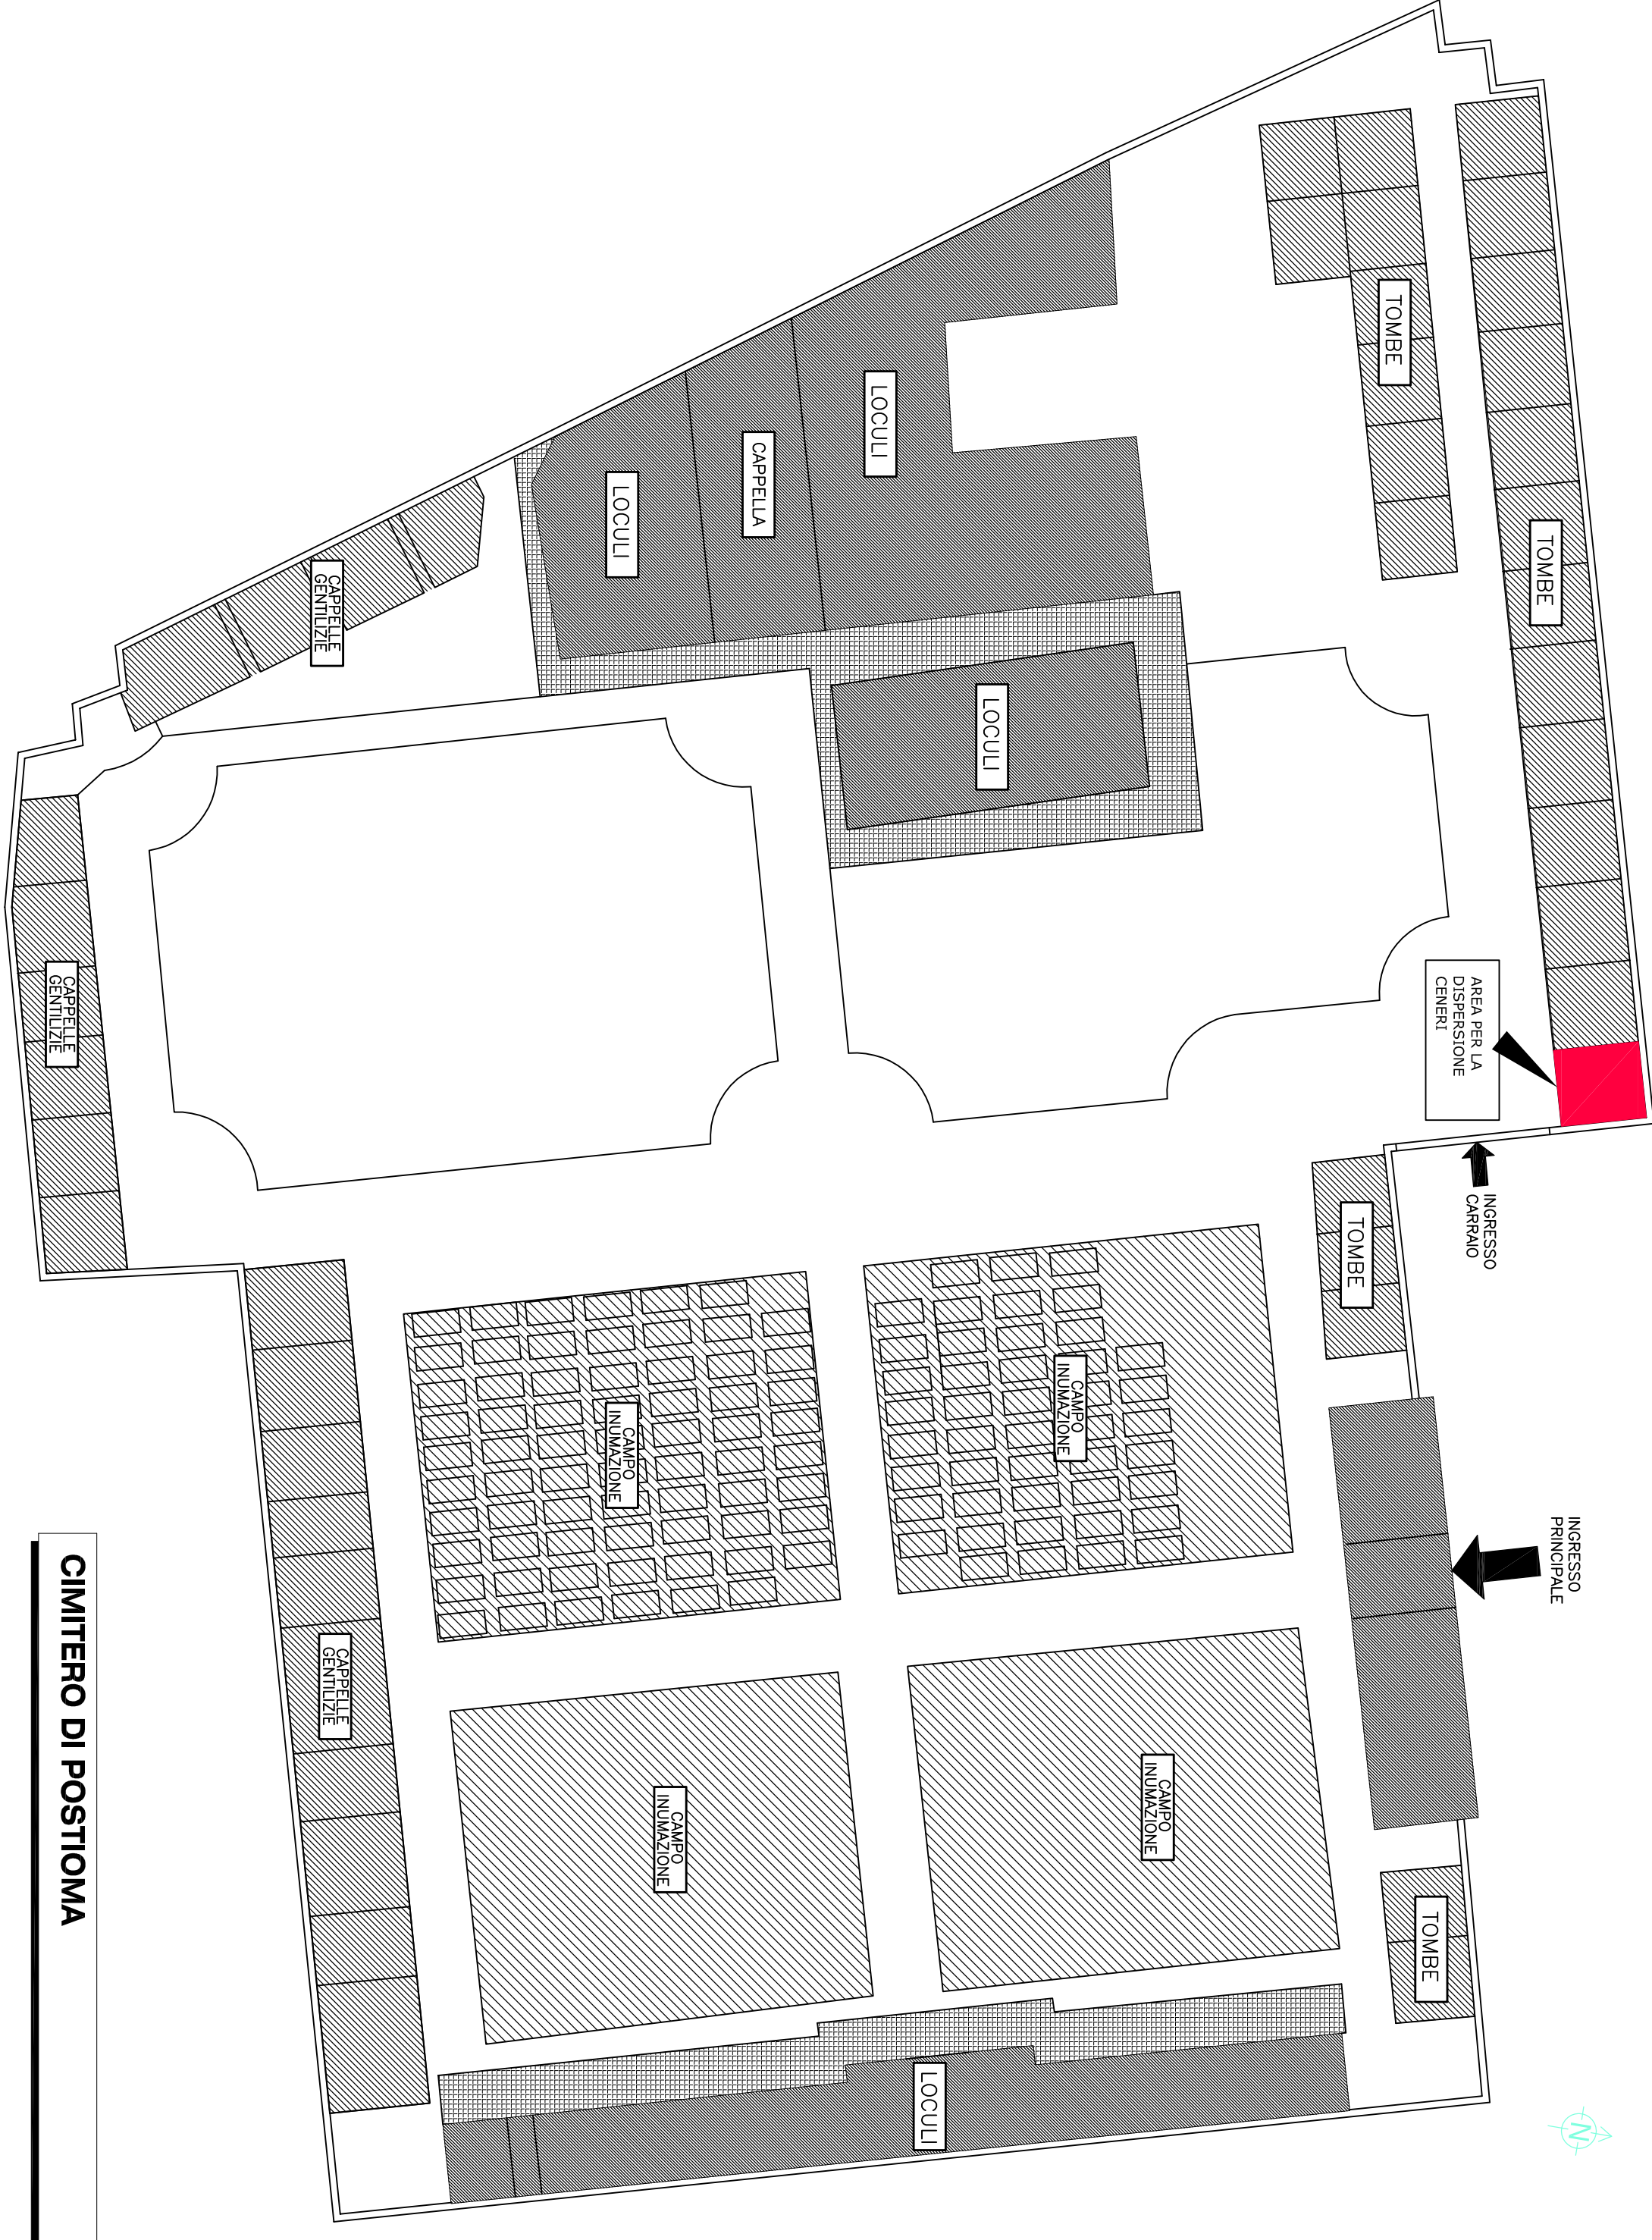 TOMBE
TOMBE
LOCULI
CAPPELLA
LOCULI
CAPPELLE
GENTILIZIE
LOCULI
AREA PER LA
DISPERSIONE
CENERI
CAPPELLE
GENTILIZIE
INGRESSO
CARRAIO
TOMBE
CAMPO
INUMAZIONE
CAMPO
INUMAZIONE
INGRESSO
PRINCIPALE
CAPPELLE
GENTILIZIE
CAMPO
INUMAZIONE
CAMPO
INUMAZIONE
TOMBE
LOCULI
N
CIMITERO DI POSTIOMA